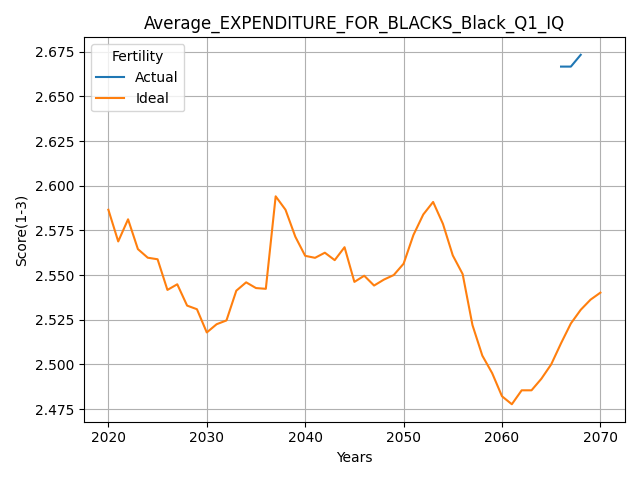 Average_EXPENDITURE_FOR_BLACKS_Black_Q1_IQ
Fertility
Actual
Ideal
Score(1-3)
2.675
2.650
2.625
2.600
2.575
2.550
2.525
2.500
2.475
2020 2030 2040 2050 2060 2070
Years